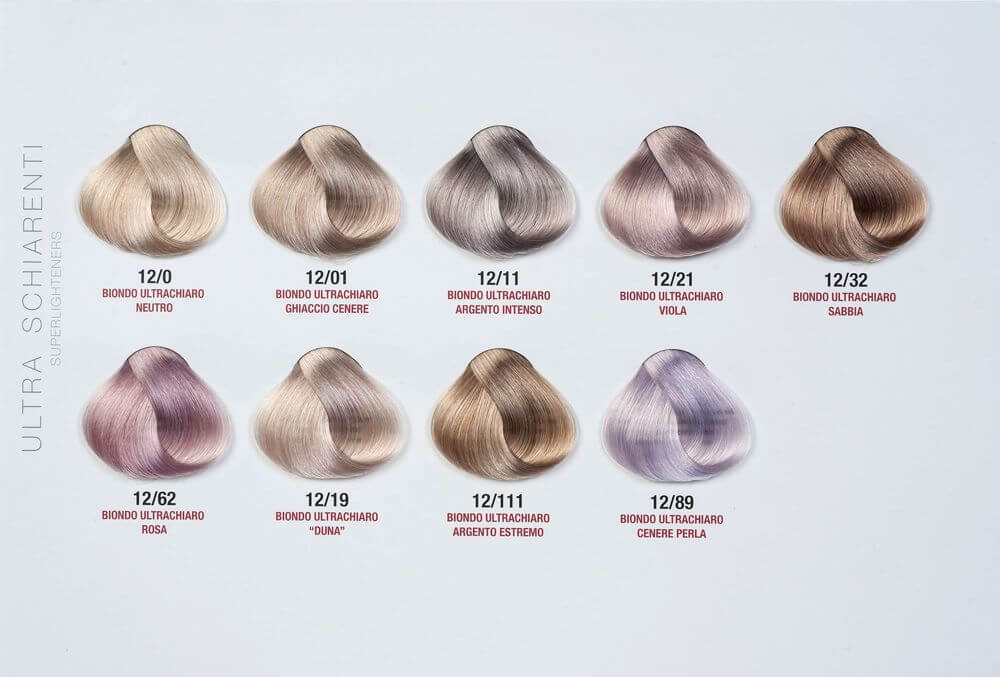 ULTRA SCHIARENTI
SUPERLIGHTENERS
12/0
BIONDO ULTRACHIARO
NEUTRO
12/01
BIONDO ULTRACHIARO
GHIACCIO CENERE
12/11
BIONDO ULTRACHIARO
ARGENTO INTENSO
12/21
BIONDO ULTRACHIARO
VIOLA
12/32
BIONDO ULTRACHIARO
SABBIA
12/62
BIONDO ULTRACHIARO
ROSA
12/19
BIONDO ULTRACHIARO
“DUNA”
12/111
BIONDO ULTRACHIARO
ARGENTO ESTREMO
12/89
BIONDO ULTRACHIARO
CENERE PERLA